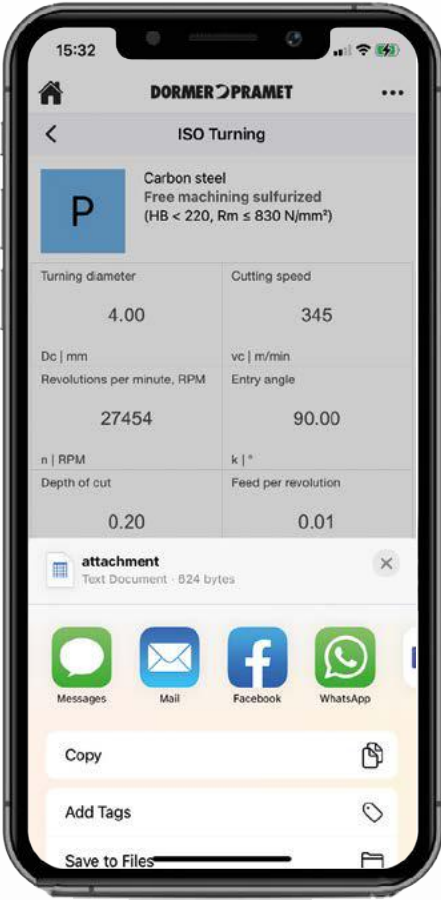 15:32
DORMER PRAMET
ISO Turning
P
Carbon steel
Free machining sulfurized
(HB < 220, Rm ≤ 830 N/mm²)
Turning diameter
Cutting speed
4.00
345
Dc | mm
vc | m/min
Revolutions per minute, RPM
Entry angle
27454
90.00
n | RPM
k | °
Depth of cut
Feed per revolution
0.20
0.01
attachment
Text Document · 624 bytes
Messages
Mail
Facebook
WhatsApp
Copy
Add Tags
Save to Files